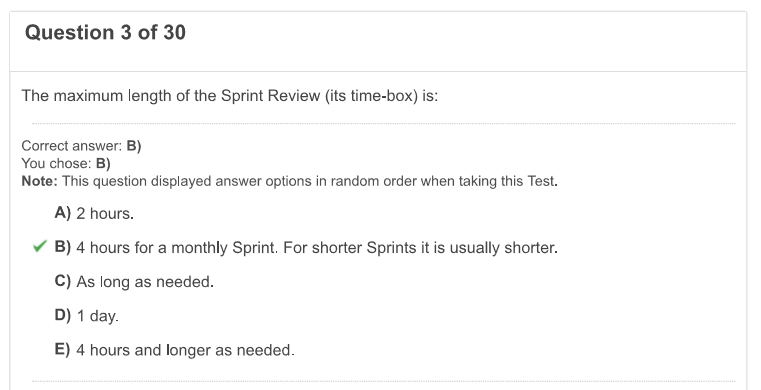 Question 3 of 30
The maximum length of the Sprint Review (its time-box) is:
Correct answer: B)
You chose: B)
Note: This question displayed answer options in random order when taking this Test.
A) 2 hours.
B) 4 hours for a monthly Sprint. For shorter Sprints it is usually shorter.
C) As long as needed.
D) 1 day.
E) 4 hours and longer as needed.